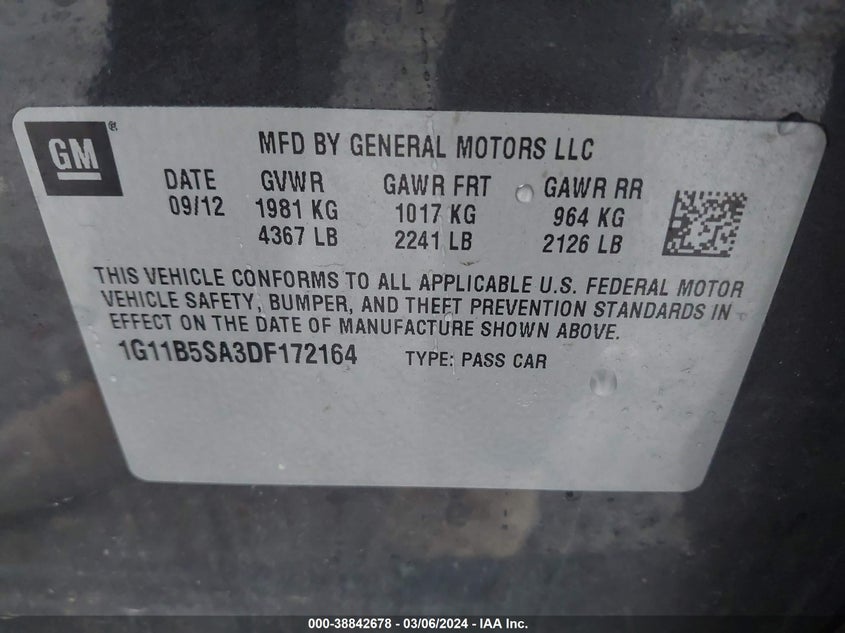 GM®
MFD BY GENERAL MOTORS LLC
DATE GVWR GAWR FRT GAWR RR
09/12 1981 KG 1017 KG 964 KG
4367 LB 2241 LB 2126 LB
THIS VEHICLE CONFORMS TO ALL APPLICABLE U.S. FEDERAL MOTOR
VEHICLE SAFETY, BUMPER, AND THEFT PREVENTION STANDARDS IN
EFFECT ON THE DATE OF MANUFACTURE SHOWN ABOVE.
1G11B5SA3DF172164 TYPE: PASS CAR
000-38842678 - 03/06/2024 - IAA Inc.